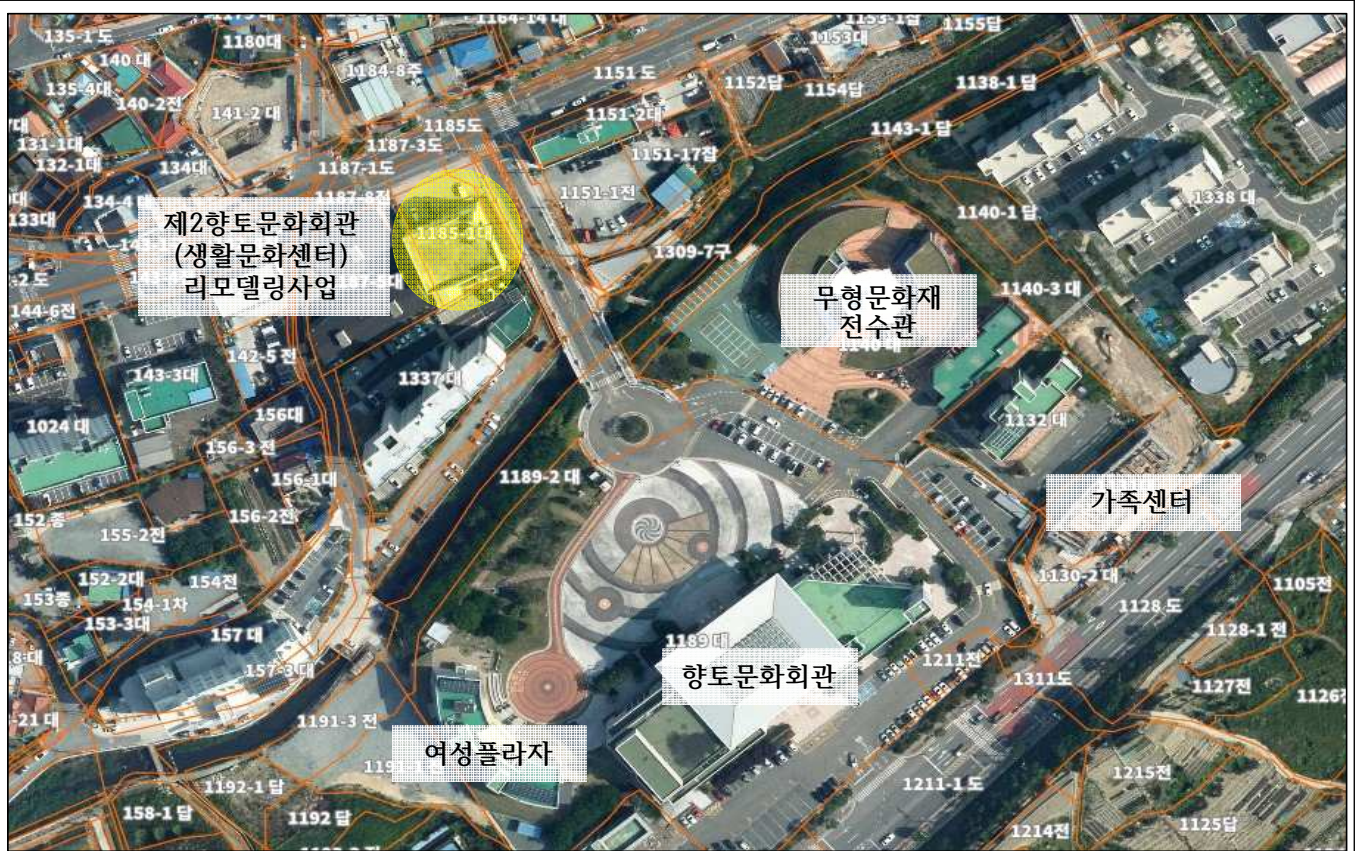 135-1 도
1180대
1164-14 대
1153대
1155답
140 대
1184-8주
1151 도
1152답
1154답
1138-1 답
135-4대
140-2전
141-2 대
1151-2대
1143-1 답
1185도
131-1대
1187-3도
132-1대
134대
1187-1도
1151-17잡
1338 대
1187-8전
1151-1전
134-4
133대
1140-1 답
제2향토문화회관
(생활문화센터)
리모델링사업
1185-1대
1309-7구
1140-3 대
무형문화재
전수관
144-6전
142-5 전
143-3대
1337 대
156대
1132 대
1024 대
156-3 전
156-1대
1189-2 대
가족센터
152 종
155-2전
156-2전
152-2대
154전
1130-2 대
1105전
153종
154-1차
1128 도
153-3대
157 대
1189 대
1128-1 전
157-3 대
1211전
향토문화회관
1311도
1127전
1126
-21 대
1191-3 전
여성플라자
1192-1 답
1211-1 도
1215전
158-1 답
1192 답
1214전
1125답